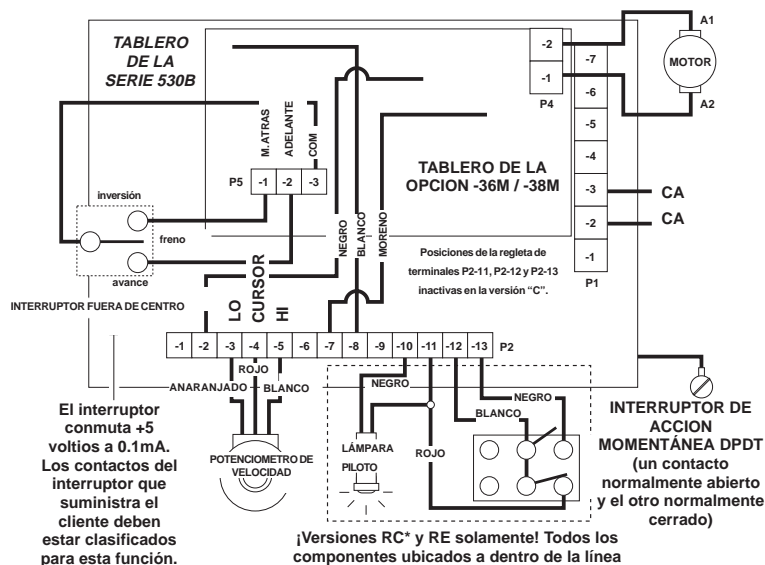 TABLERO
DE LA
SERIE 530B
A1
-2
-1
P4
MOTOR
A2
-7
-6
-5
-4
-3
-2
-1
P1
CA
CA
M. ATRAS
ADELANTE
COM
P5
-1
-2
-3
TABLERO DE LA
OPCION -36M / -38M
inversión
freno
avance
NEGRO
BLANCO
MORENO
Posiciones de la regleta de
terminales P2-11, P2-12 y P2-13
inactivas en la versión “C”.
INTERRUPTOR FUERA DE CENTRO
LO
CURSOR
HI
-1
-2
-3
-4
-5
-6
-7
-8
-9
-10
-11
-12
-13
P2
ROJO
ANARANJADO
BLANCO
NEGRO
NEGRO
BLANCO
ROJO
POTENCIOMETRO DE
VELOCIDAD
LÁMPARA
PILOTO
El interruptor
conmuta +5
voltios a 0.1mA.
Los contactos del
interruptor que
suministra el
cliente deben
estar clasificados
para esta función.
INTERRUPTOR DE
ACCION
MOMENTÁNEA DPDT
(un contacto
normalmente abierto
y el otro normalmente
cerrado)
¡Versiones RC* y RE solamente! Todos los
componentes ubicados a dentro de la línea